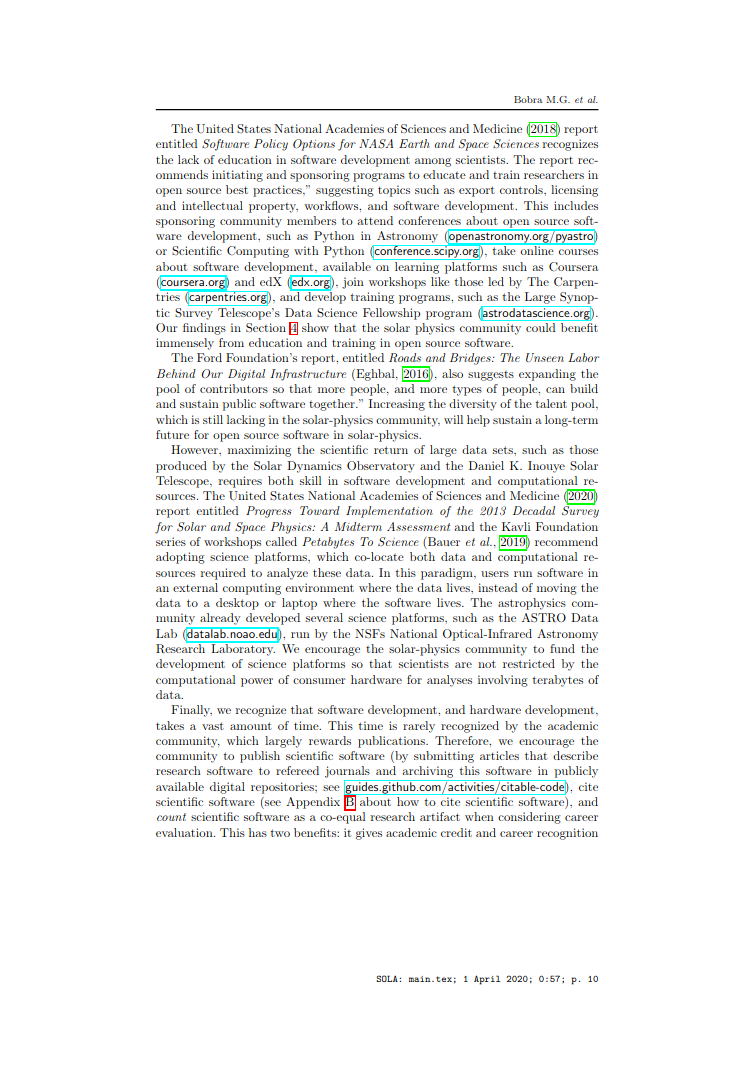 Bobra M.G. et al.
The United States National Academies of Sciences and Medicine (2018) report
entitled Software Policy Options for NASA Earth and Space Sciences recognizes
the lack of education in software development among scientists. The report rec-
ommends initiating and sponsoring programs to educate and train researchers in
open source best practices,” suggesting topics such as export controls, licensing
and intellectual property, workflows, and software development. This includes
sponsoring community members to attend conferences about open source soft-
ware development, such as Python in Astronomy (openastronomy.org/pyastro)
or Scientific Computing with Python (conference.scipy.org), take online courses
about software development, available on learning platforms such as Coursera
(coursera.org) and edX (edx.org), join workshops like those led by The Carpen-
tries (carpentries.org), and develop training programs, such as the Large Synop-
tic Survey Telescope's Data Science Fellowship program (astrodatascience.org).
Our findings in Section 4 show that the solar physics community could benefit
immensely from education and training in open source software.
The Ford Foundation's report, entitled Roads and Bridges: The Unseen Labor
Behind Our Digital Infrastructure (Eghbal, 2016), also suggests expanding the
pool of contributors so that more people, and more types of people, can build
and sustain public software together.” Increasing the diversity of the talent pool,
which is still lacking in the solar-physics community, will help sustain a long-term
future for open source software in solar-physics.
However, maximizing the scientific return of large data sets, such as those
produced by the Solar Dynamics Observatory and the Daniel K. Inouye Solar
Telescope, requires both skill in software development and computational re-
sources. The United States National Academies of Sciences and Medicine (2020)
report entitled Progress Toward Implementation of the 2013 Decadal Survey
for Solar and Space Physics: A Midterm Assessment and the Kavli Foundation
series of workshops called Petabytes To Science (Bauer et al., 2019) recommend
adopting science platforms, which co-locate both data and computational re-
sources required to analyze these data. In this paradigm, users run software in
an external computing environment where the data lives, instead of moving the
data to a desktop or laptop where the software lives. The astrophysics com-
munity already developed several science platforms, such as the ASTRO Data
Lab (datalab.noao.edu), run by the NSFs National Optical-Infrared Astronomy
Research Laboratory. We encourage the solar-physics community to fund the
development of science platforms so that scientists are not restricted by the
computational power of consumer hardware for analyses involving terabytes of
data.
Finally, we recognize that software development, and hardware development,
takes a vast amount of time. This time is rarely recognized by the academic
community, which largely rewards publications. Therefore, we encourage the
community to publish scientific software (by submitting articles that describe
research software to refereed journals and archiving this software in publicly
available digital repositories; see guides.github.com/activities/citable-code), cite
scientific software (see Appendix B about how to cite scientific software), and
count scientific software as a co-equal research artifact when considering career
evaluation. This has two benefits: it gives academic credit and career recognition
SOLA: main.tex; 1 April 2020; 0:57; p. 10